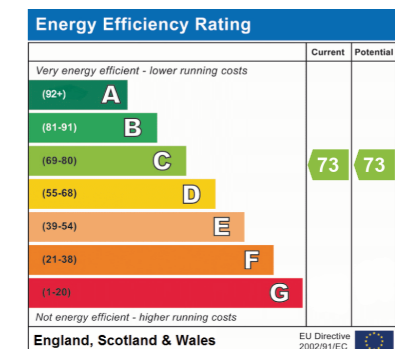 Energy Efficiency Rating
Current Potential
Very energy efficient - lower running costs
(92+) A
(81-91) B
(69-80) C 73 73
(55-68) D
(39-54) E
(21-38) F
(1-20) G
Not energy efficient - higher running costs
England, Scotland & Wales
EU Directive
2002/91/EC